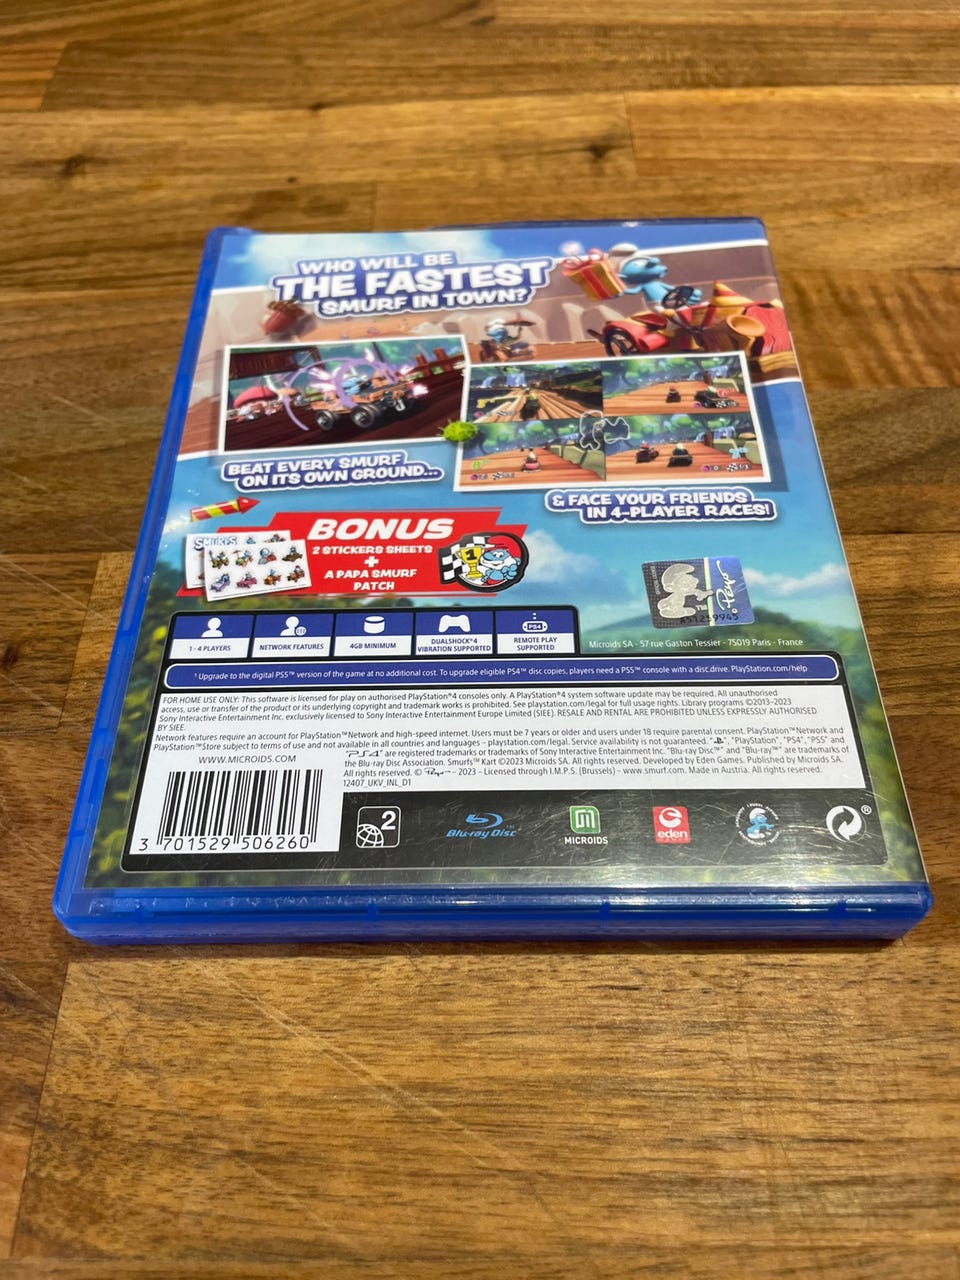 WHO WILL BE
THE FASTEST
SMURF IN TOWN?
BEAT EVERY SMURF
ON ITS OWN GROUND...
& FACE YOUR FRIENDS
IN 4-PLAYER RACES!
BONUS
2 STICKERS SHEETS
+
A PAPA SMURF
PATCH
SMURFS
1
Peyo
1 - 4 PLAYERS
NETWORK FEATURES
4GB MINIMUM
DUALSHOCK®4
VIBRATION SUPPORTED
PS4
REMOTE PLAY
SUPPORTED
Microids SA - 57 rue Gaston Tessier - 75019 Paris - France
¹ Upgrade to the digital PS5™ version of the game at no additional cost. To upgrade eligible PS4™ disc copies, players need a PS5™ console with a disc drive. PlayStation.com/help
FOR HOME USE ONLY: This software is licensed for play on authorised PlayStation®4 consoles only. A PlayStation®4 system software update may be required. All unauthorised
access, use or transfer of the product or its underlying copyright and trademark works is prohibited. See playstation.com/legal for full usage rights. Library programs ©2013–2023
Sony Interactive Entertainment Inc. exclusively licensed to Sony Interactive Entertainment Europe Limited (SIEE). RESALE AND RENTAL ARE PROHIBITED UNLESS EXPRESSLY AUTHORISED
BY SIEE.
Network features require an account for PlayStation™Network and high-speed internet. Users must be 7 years or older and users under 18 require parental consent. PlayStation™Network and
PlayStation™Store subject to terms of use and not available in all countries and languages – playstation.com/legal. Service availability is not guaranteed. "", "PlayStation", "PS4", "PS5" and
"PS4" are registered trademarks or trademarks of Sony Interactive Entertainment Inc. "Blu-ray Disc™" and "Blu-ray™" are trademarks of
the Blu-ray Disc Association. Smurfs™ Kart ©2023 Microids SA. All rights reserved. Developed by Eden Games. Published by Microids SA.
All rights reserved. © Peyo - 2023 - Licensed through I.M.P.S. (Brussels) – www.smurf.com. Made in Austria. All rights reserved.
12407_UKV_INL_D1
WWW.MICROIDS.COM
3 701529 506260
2
Blu-ray Disc™
MICROIDS
eden
GAMES
®